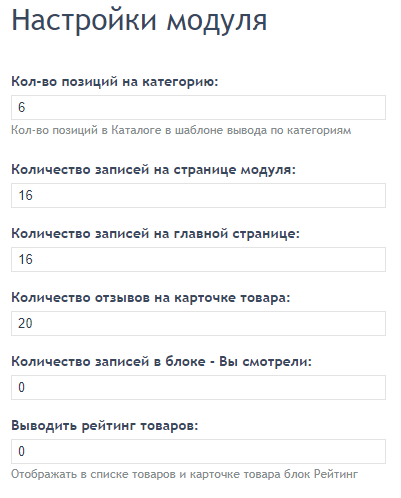 Настройки модуля
Кол-во позиций на категорию:
6
Кол-во позиций в Каталоге в шаблоне вывода по категориям
Количество записей на странице модуля:
16
Количество записей на главной странице:
16
Количество отзывов на карточке товара:
20
Количество записей в блоке - Вы смотрели:
0
Выводить рейтинг товаров:
0
Отображать в списке товаров и карточке товара блок Рейтинг